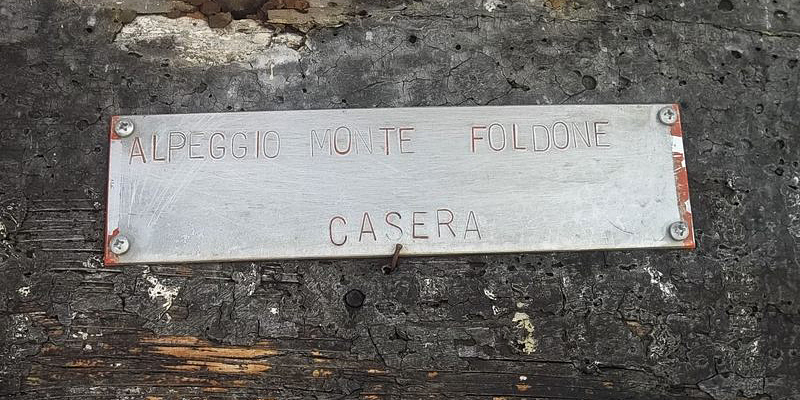 ALPEGGIO MONTE FOLDONE
CASERA